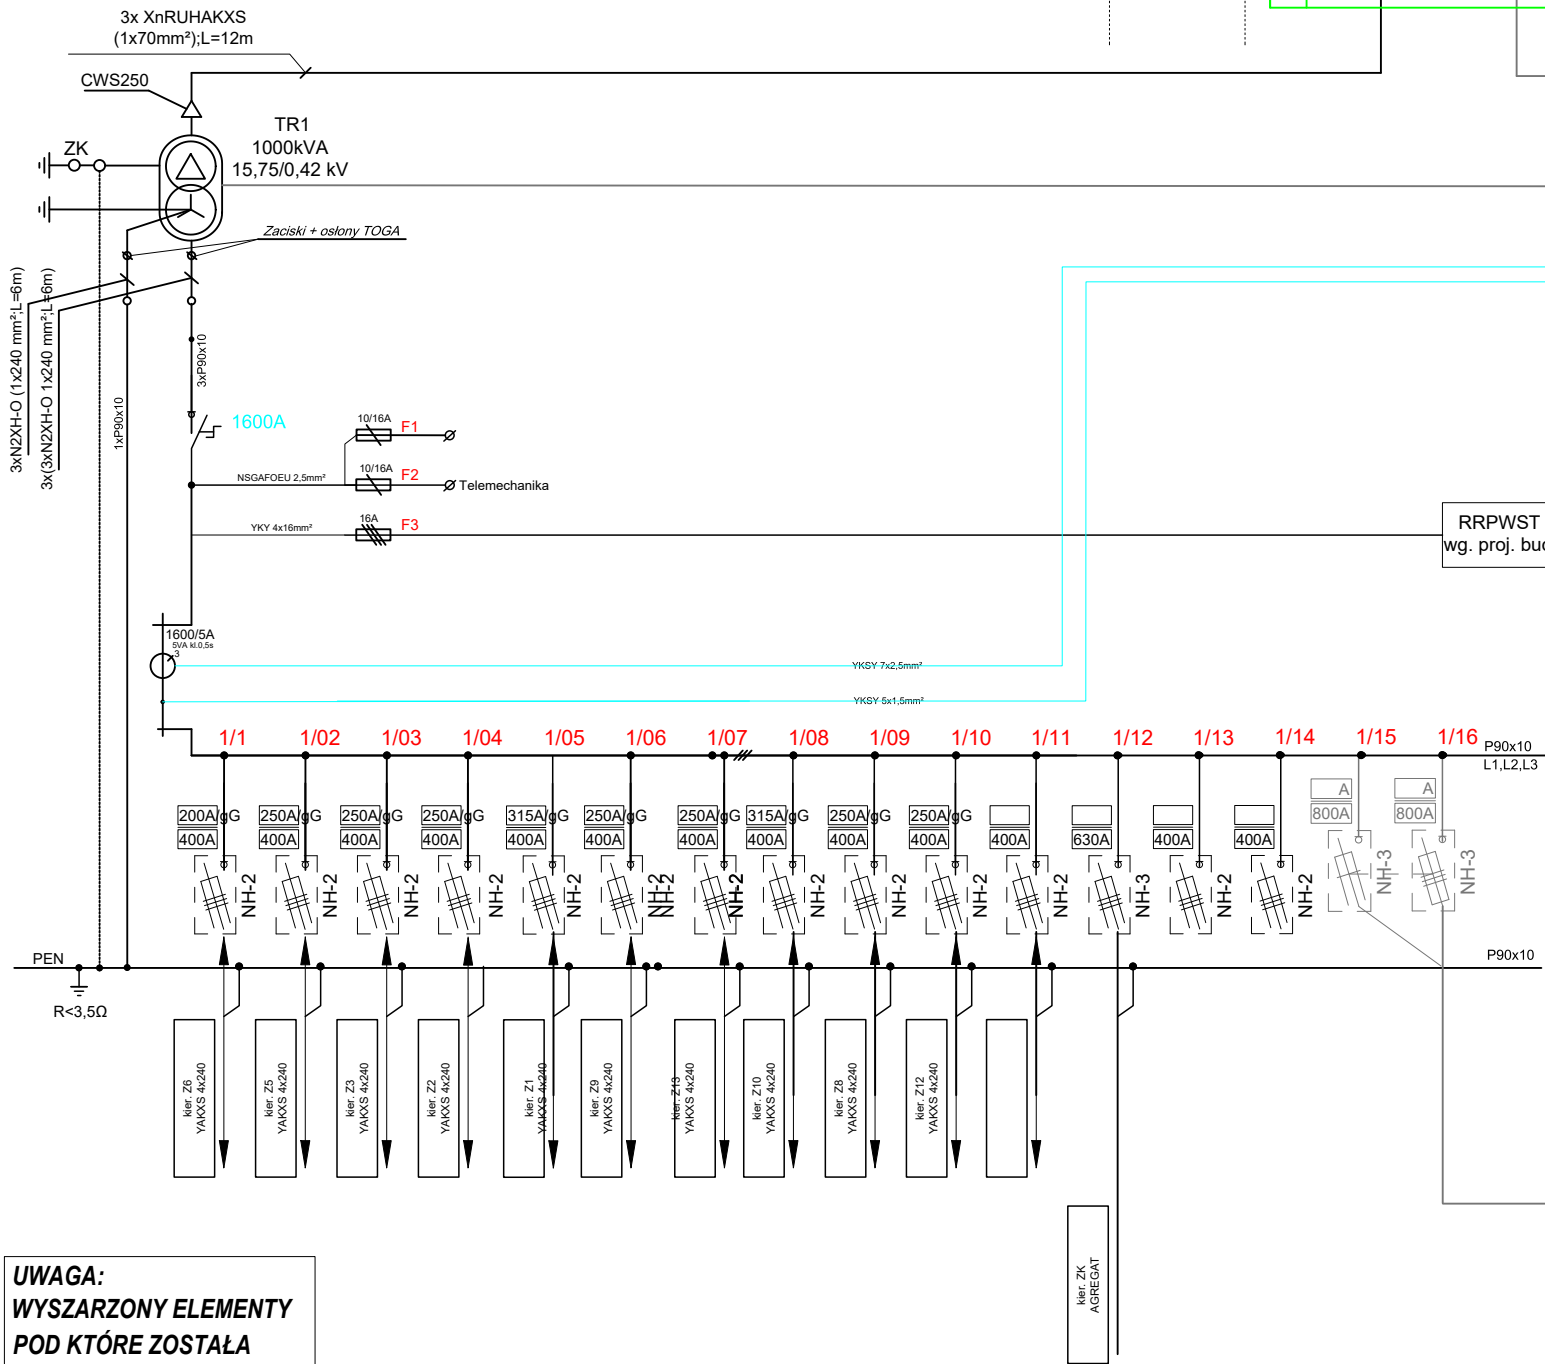 3x XnRUHAKXS
(1x70mm²);L=12m
CWS250
TR1
1000kVA
15,75/0,42 kV
ZK
Zaciski + osłony TOGA
3xN2XH-O (1x240 mm²;L=6m)
3x(3xN2XH-O 1x240 mm²;L=6m)
3xP90x10
1xP90x10
1600A
10/16A
F1
NSGAFOEU 2,5mm²
10/16A
F2
Telemechanika
YKY 4x16mm²
16A
F3
RRPWST
wg. proj. bud
1600/5A
5VA kl.0,5s
3
YKSY 7x2,5mm²
YKSY 5x1,5mm²
1/1 1/02 1/03 1/04 1/05 1/06 1/07 1/08 1/09 1/10 1/11 1/12 1/13 1/14 1/15 1/16
P90x10
L1,L2,L3
A A
800A 800A
200A/gG 250A/gG 250A/gG 250A/gG 315A/gG 250A/gG 250A/gG 315A/gG 250A/gG 250A/gG
400A 400A 400A 400A 400A 400A 400A 400A 400A 400A 400A 630A 400A 400A
NH-2 NH-2 NH-2 NH-2 NH-2 NH-2 NH-2 NH-2 NH-2 NH-2 NH-2 NH-2 NH-3 NH-2 NH-2 NH-3 NH-3
PEN
P90x10
R<3,5Ω
kier. Z6
YAKXS 4x240
kier. Z5
YAKXS 4x240
kier. Z3
YAKXS 4x240
kier. Z2
YAKXS 4x240
kier. Z1
YAKXS 4x240
kier. Z9
YAKXS 4x240
kier. Z13
YAKXS 4x240
kier. Z10
YAKXS 4x240
kier. Z8
YAKXS 4x240
kier. Z12
YAKXS 4x240
kier. ZK
AGREGAT
UWAGA:
WYSZARZONY ELEMENTY
POD KTÓRE ZOSTAŁA